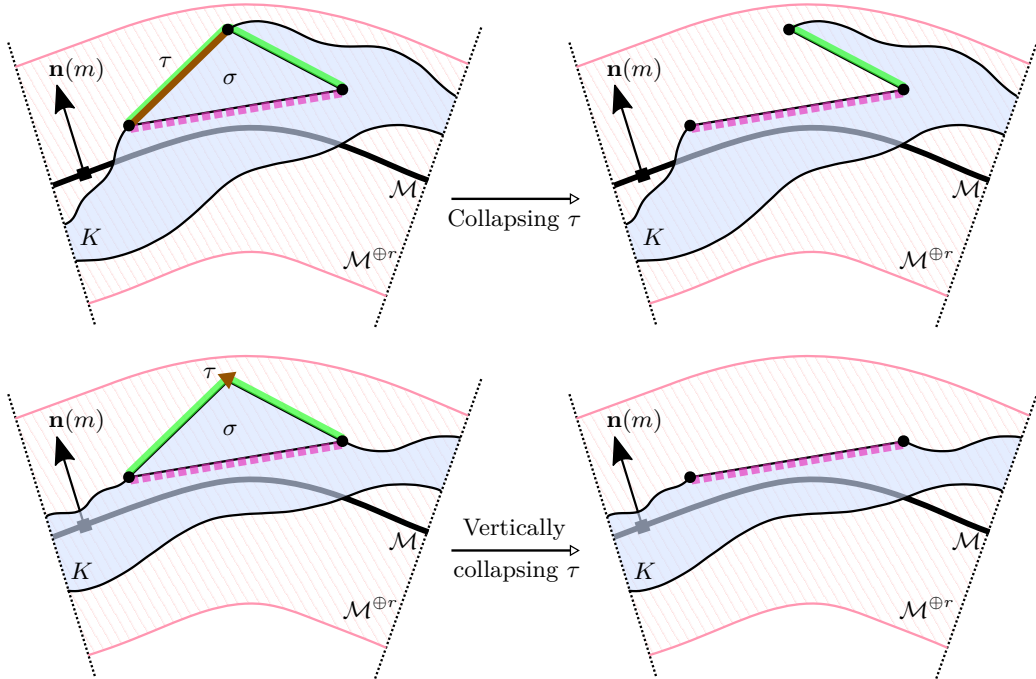 τ
n(m)
σ
M
K
M⊕r
Collapsing τ
n(m)
M
K
M⊕r
τ
n(m)
σ
M
K
M⊕r
Vertically
collapsing τ
n(m)
M
K
M⊕r